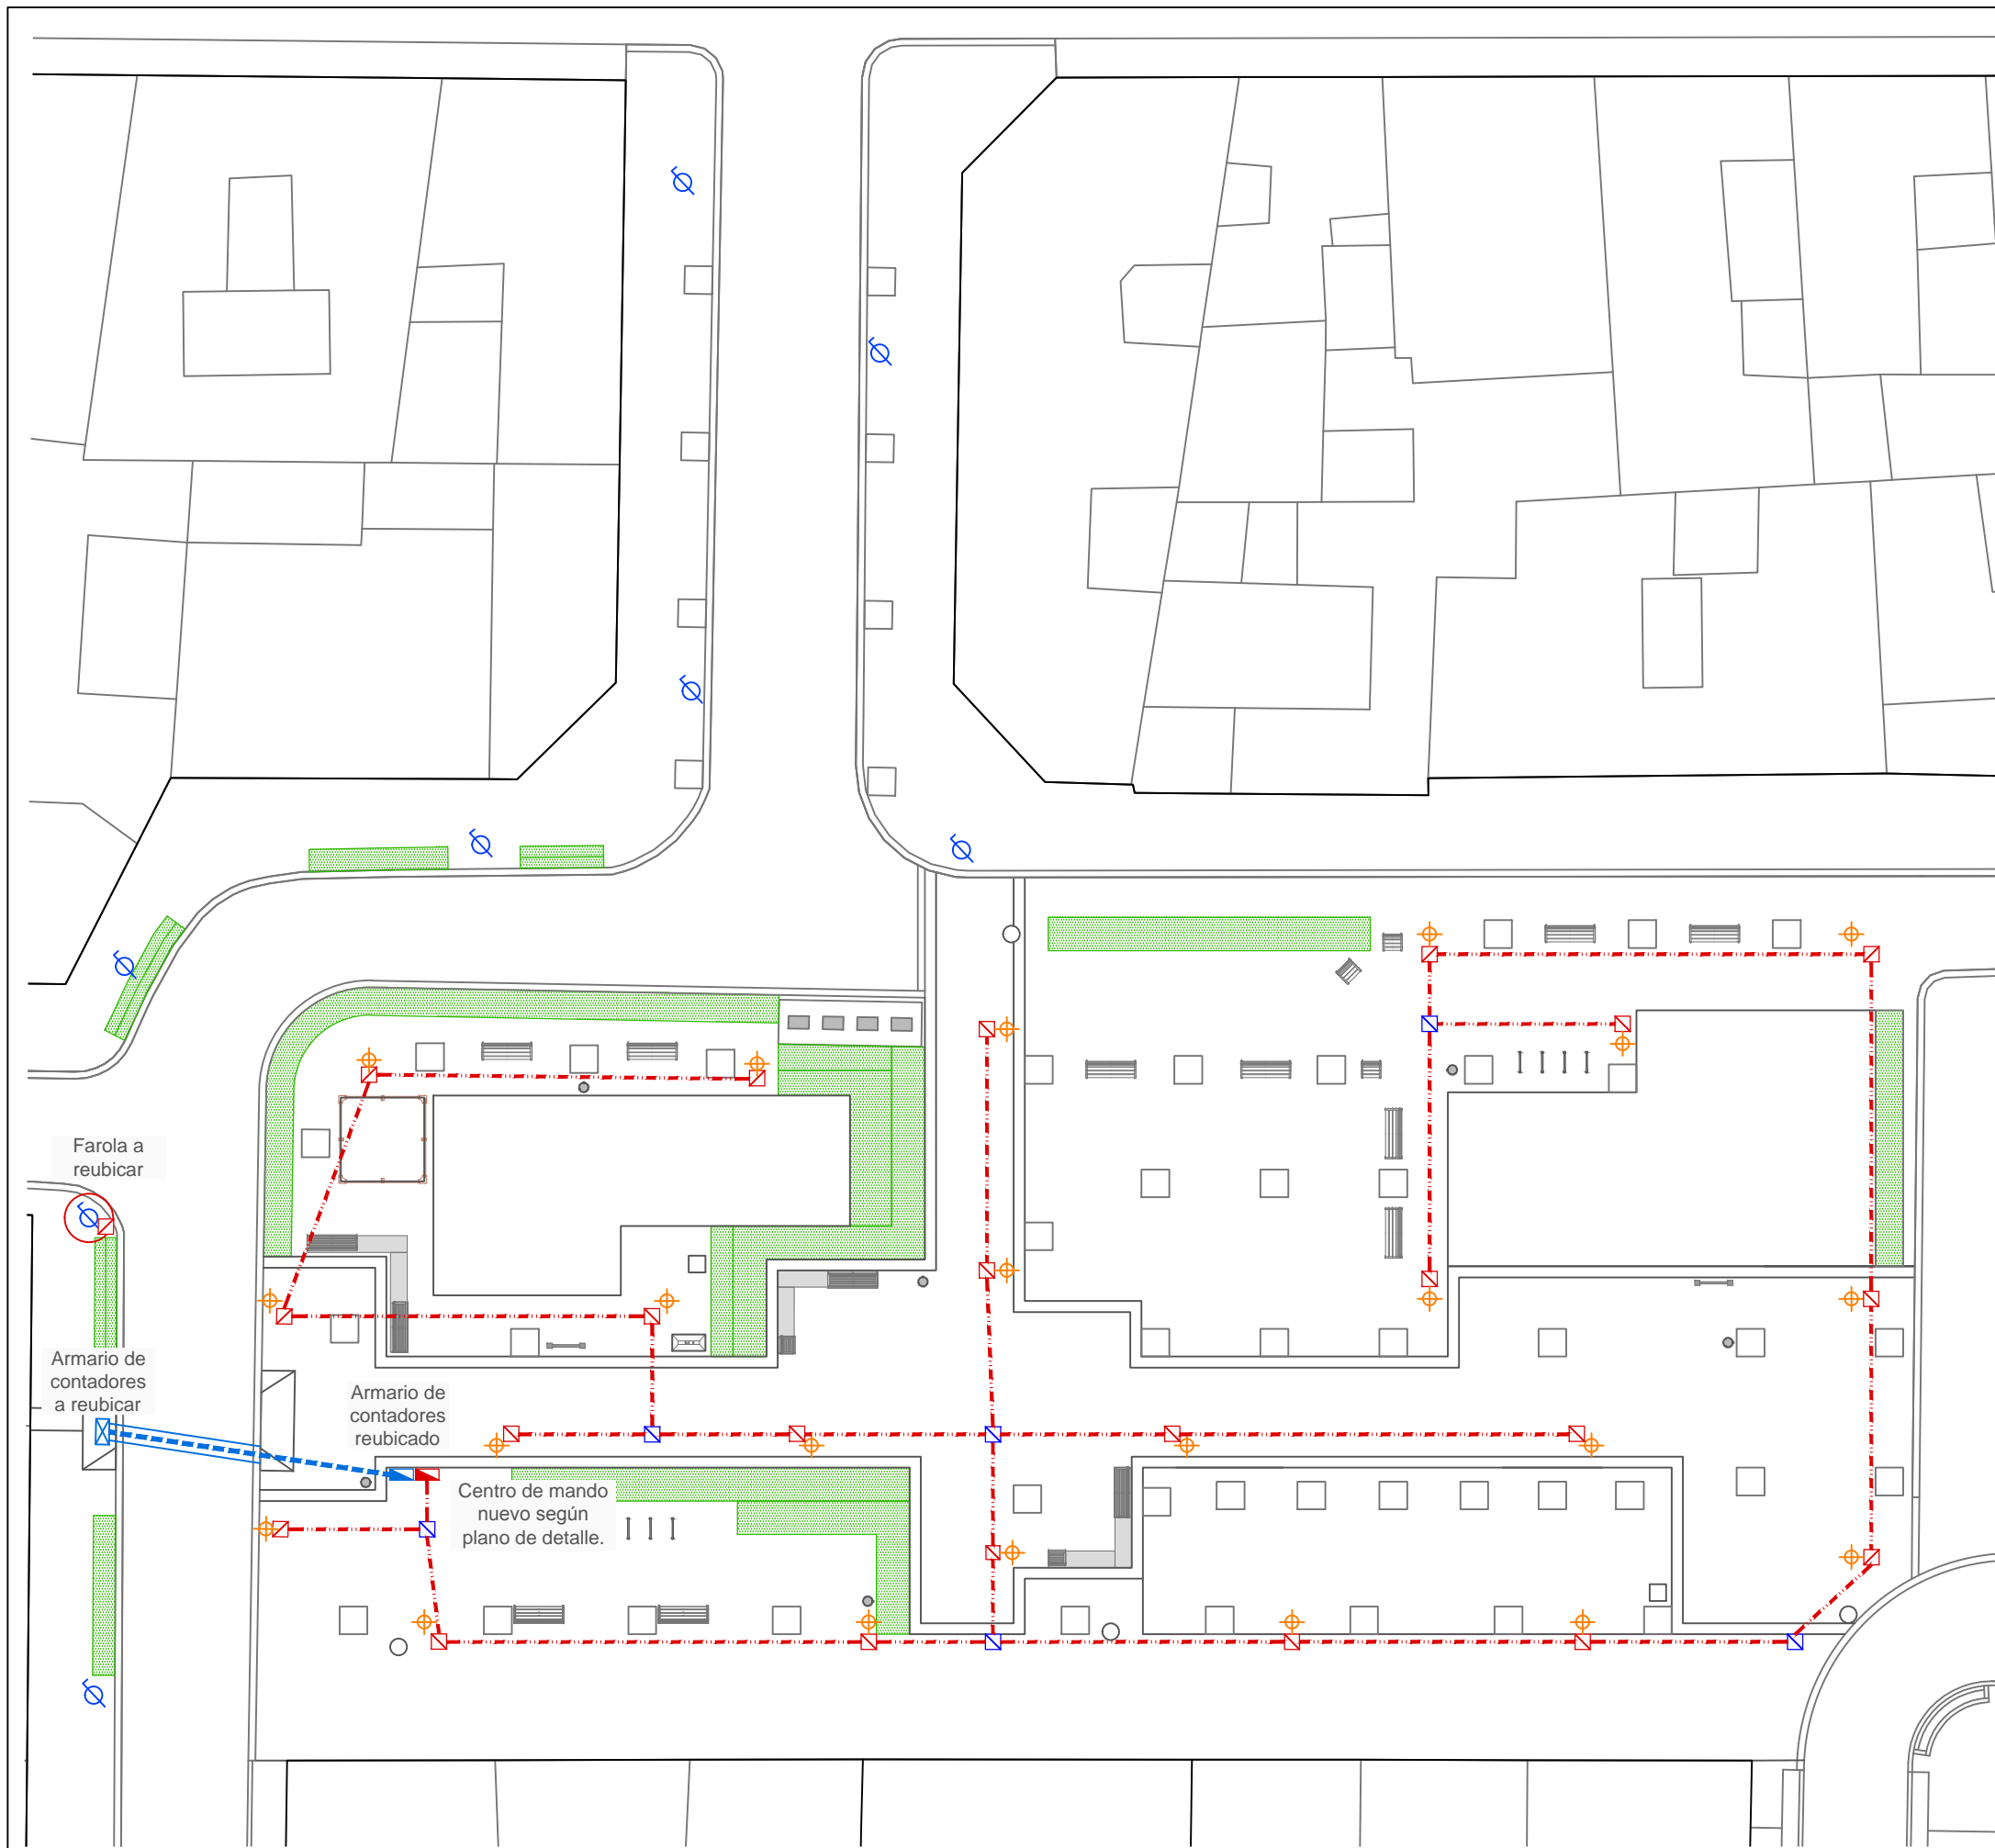 Farola a
reubicar
Armario de
contadores
a reubicar
Armario de
contadores
reubicado
Centro de mando
nuevo según
plano de detalle.